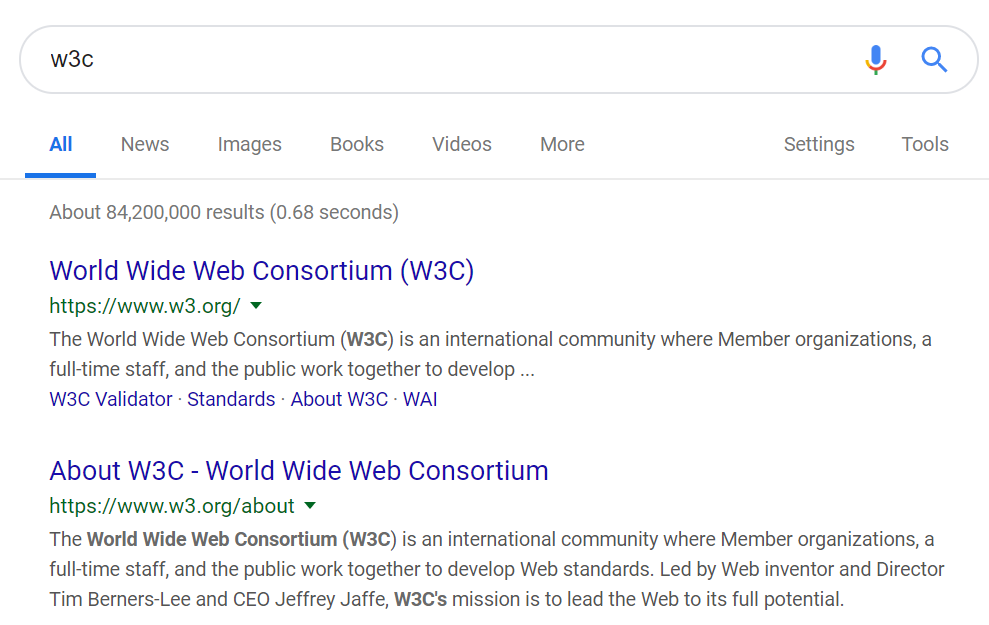 w3c
All News Images Books Videos More Settings Tools
About 84,200,000 results (0.68 seconds)
World Wide Web Consortium (W3C)
https://www.w3.org/
The World Wide Web Consortium (W3C) is an international community where Member organizations, a
full-time staff, and the public work together to develop ...
W3C Validator · Standards · About W3C · WAI
About W3C - World Wide Web Consortium
https://www.w3.org/about
The World Wide Web Consortium (W3C) is an international community where Member organizations, a
full-time staff, and the public work together to develop Web standards. Led by Web inventor and Director
Tim Berners-Lee and CEO Jeffrey Jaffe, W3C's mission is to lead the Web to its full potential.